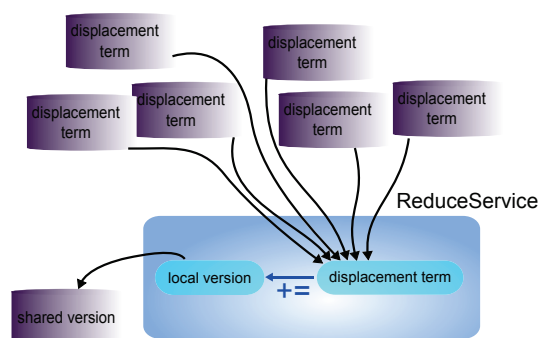 displacement
term
displacement
term
displacement
term
displacement
term
displacement
term
displacement
term
ReduceService
local version
+=
displacement term
shared version